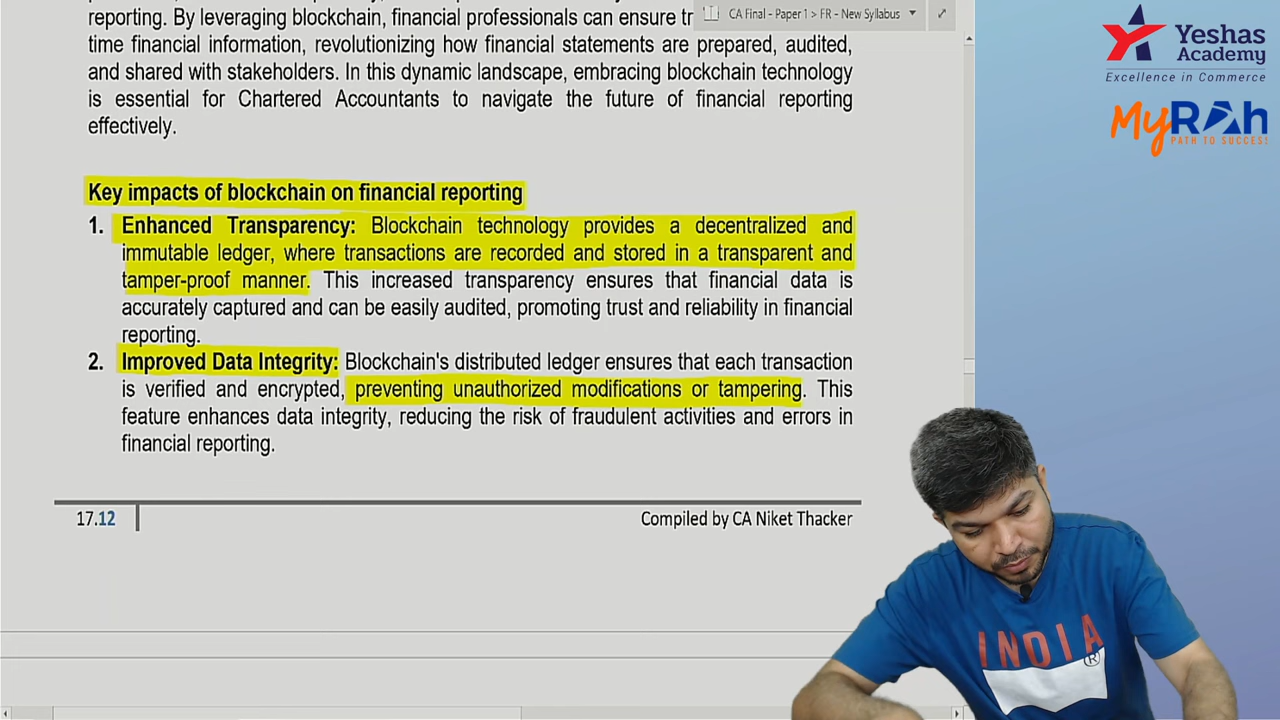 reporting. By leveraging blockchain, financial professionals can ensure
CA Final - Paper 1 > FR - New Syllabus
time financial information, revolutionizing how financial statements are prepared, audited,
and shared with stakeholders. In this dynamic landscape, embracing blockchain technology
is essential for Chartered Accountants to navigate the future of financial reporting
effectively.
Key impacts of blockchain on financial reporting
1. Enhanced Transparency: Blockchain technology provides a decentralized and
immutable ledger, where transactions are recorded and stored in a transparent and
tamper-proof manner. This increased transparency ensures that financial data is
accurately captured and can be easily audited, promoting trust and reliability in financial
reporting.
2. Improved Data Integrity: Blockchain's distributed ledger ensures that each transaction
is verified and encrypted, preventing unauthorized modifications or tampering. This
feature enhances data integrity, reducing the risk of fraudulent activities and errors in
financial reporting.
17.12
Compiled by CA Niket Thacker
Yeshas
Academy
Excellence in Commerce
MyRAh
PATH TO SUCCESS
INDIA
®